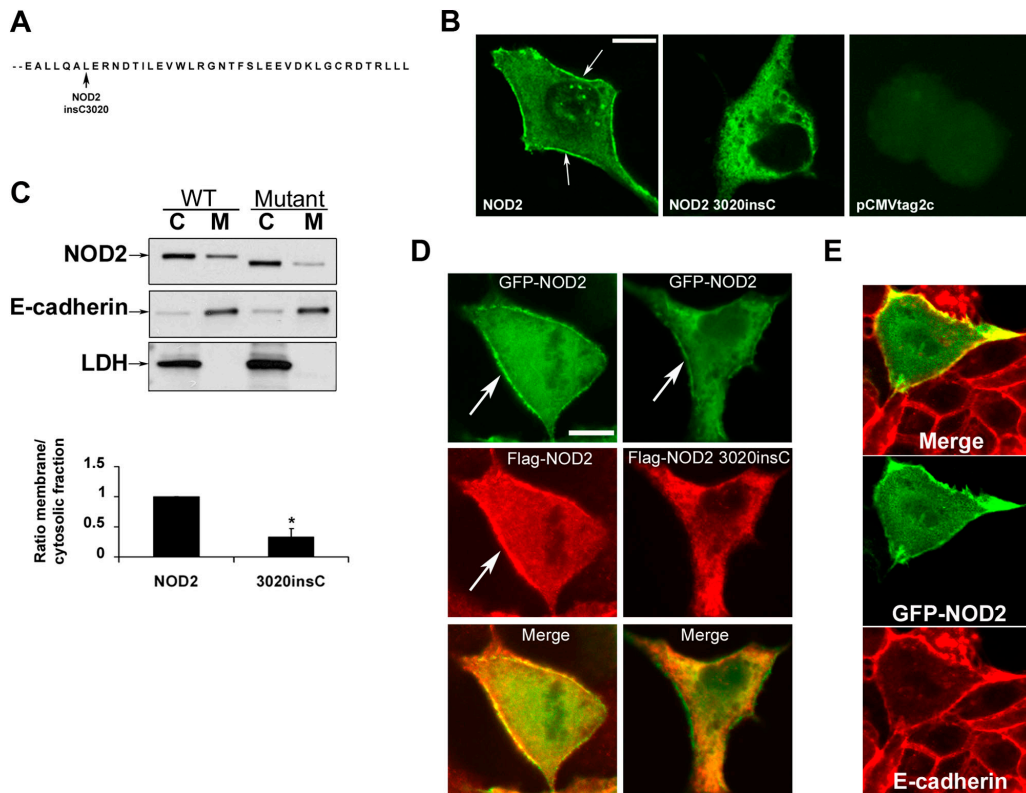 A
--EALLQALERNDTILEVWLRGNTFSLEEVDKLGCRDTRLLL
NOD2
insC3020
B
NOD2
NOD2 3020insC
pCMVtag2c
C
WT Mutant
C M C M
NOD2
E-cadherin
LDH
Ratio membrane/
cytosolic fraction
1.5
1
0.5
0
*
NOD2 3020insC
D
GFP-NOD2 GFP-NOD2
Flag-NOD2 Flag-NOD2 3020insC
Merge Merge
E
Merge
GFP-NOD2
E-cadherin